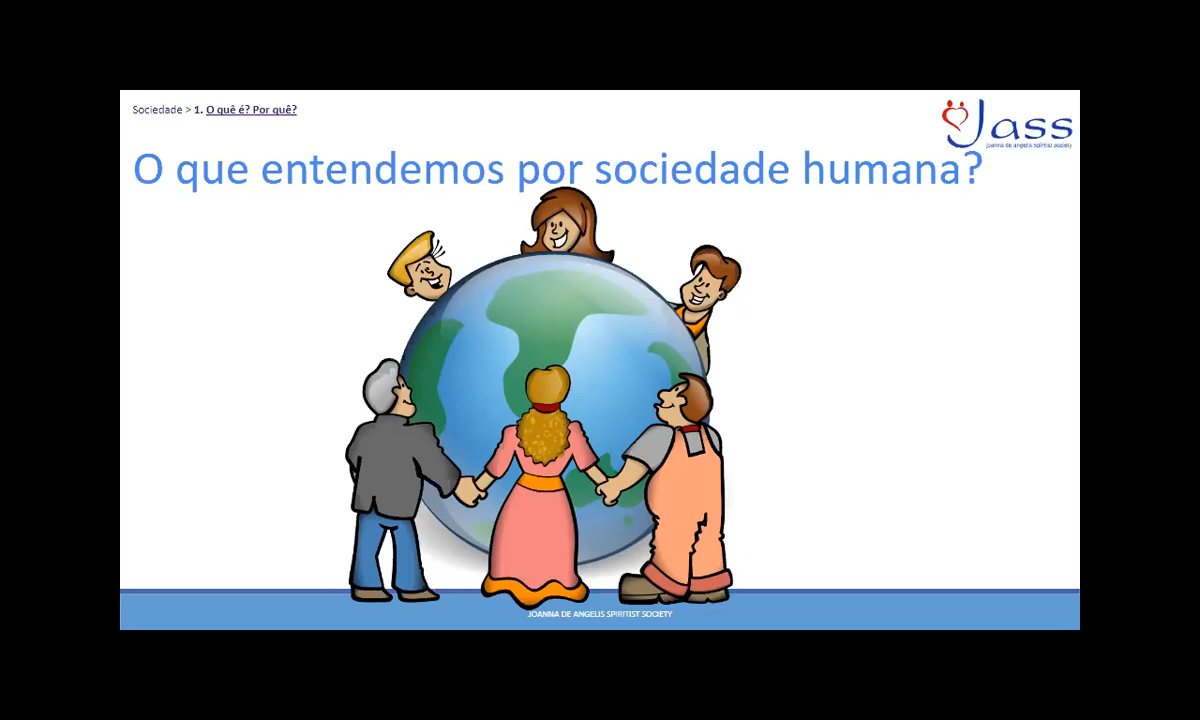 Sociedade > 1. O quê é? Por quê?
Jass
joanna de angelis spiritist society
O que entendemos por sociedade humana?
JOANNA DE ANGELIS SPIRITIST SOCIETY